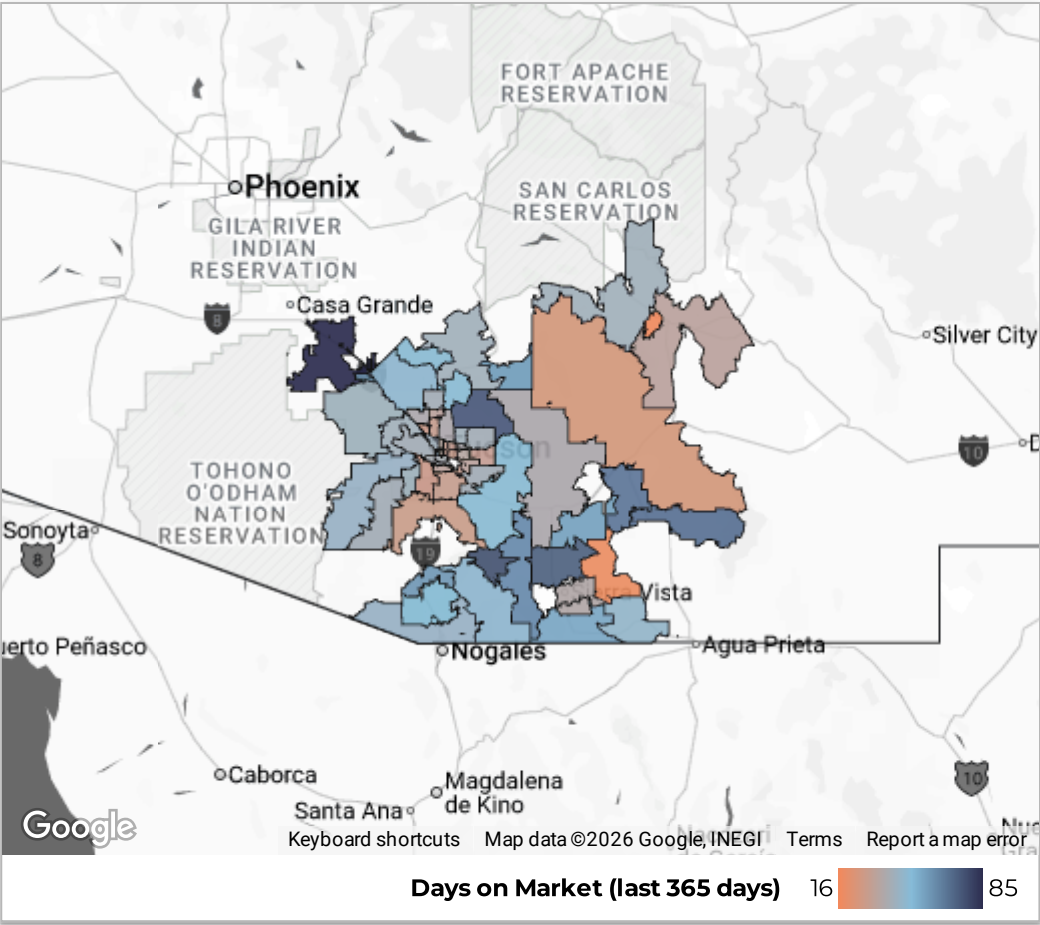 FORT APACHE
RESERVATION
Phoenix
SAN CARLOS
RESERVATION
GILA RIVER
INDIAN
RESERVATION
Casa Grande
8
Silver City
10
TOHONO
O'ODHAM
NATION
RESERVATION
Sonoyta
8
19
Vista
uerto Peñasco
Nogales
Agua Prieta
Caborca
Magdalena
de Kino
Santa Ana
10
Google
Keyboard shortcuts
Map data ©2026 Google, INEGI
Terms
Report a map error
Days on Market (last 365 days)
16
85